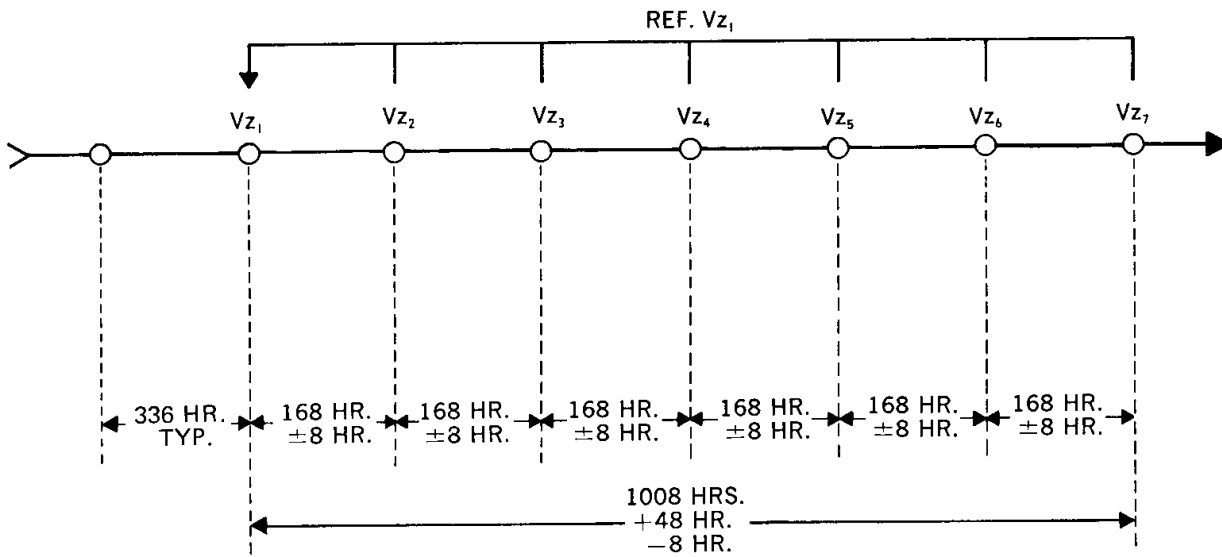 REF. Vz₁
Vz₁ Vz₂ Vz₃ Vz₄ Vz₅ Vz₆ Vz₇
336 HR. 168 HR. 168 HR. 168 HR. 168 HR. 168 HR. 168 HR.
TYP. ±8 HR. ±8 HR. ±8 HR. ±8 HR. ±8 HR. ±8 HR.
1008 HRS.
+48 HR.
−8 HR.